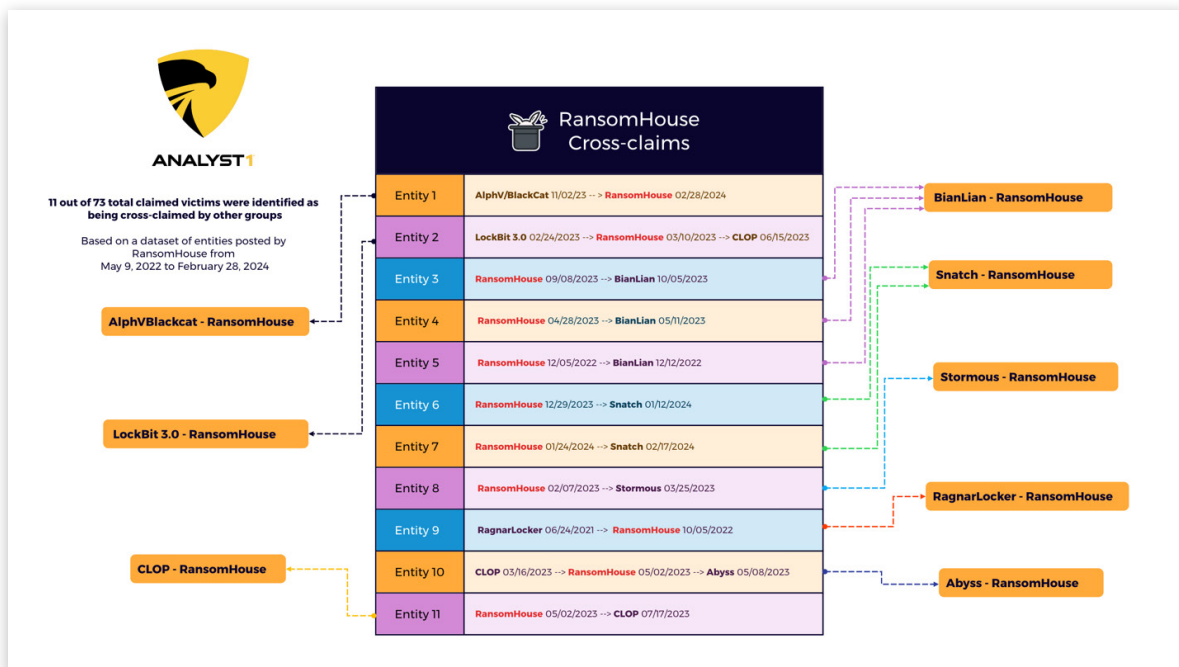 ANALYST1
11 out of 73 total claimed victims were identified as
being cross-claimed by other groups
Based on a dataset of entities posted by
RansomHouse from
May 9, 2022 to February 28, 2024
AlphVBlackcat - RansomHouse
LockBit 3.0 - RansomHouse
CLOP - RansomHouse
RansomHouse
Cross-claims
Entity 1 AlphV/BlackCat 11/02/23 -- > RansomHouse 02/28/2024
Entity 2 LockBit 3.0 02/24/2023 --> RansomHouse 03/10/2023 --> CLOP 06/15/2023
Entity 3 RansomHouse 09/08/2023 --> BianLian 10/05/2023
Entity 4 RansomHouse 04/28/2023 --> BianLian 05/11/2023
Entity 5 RansomHouse 12/05/2022 --> BianLian 12/12/2022
Entity 6 RansomHouse 12/29/2023 --> Snatch 01/12/2024
Entity 7 RansomHouse 01/24/2024 --> Snatch 02/17/2024
Entity 8 RansomHouse 02/07/2023 --> Stormous 03/25/2023
Entity 9 RagnarLocker 06/24/2021 --> RansomHouse 10/05/2022
Entity 10 CLOP 03/16/2023 --> RansomHouse 05/02/2023 --> Abyss 05/08/2023
Entity 11 RansomHouse 05/02/2023 --> CLOP 07/17/2023
BianLian - RansomHouse
Snatch - RansomHouse
Stormous - RansomHouse
RagnarLocker - RansomHouse
Abyss - RansomHouse